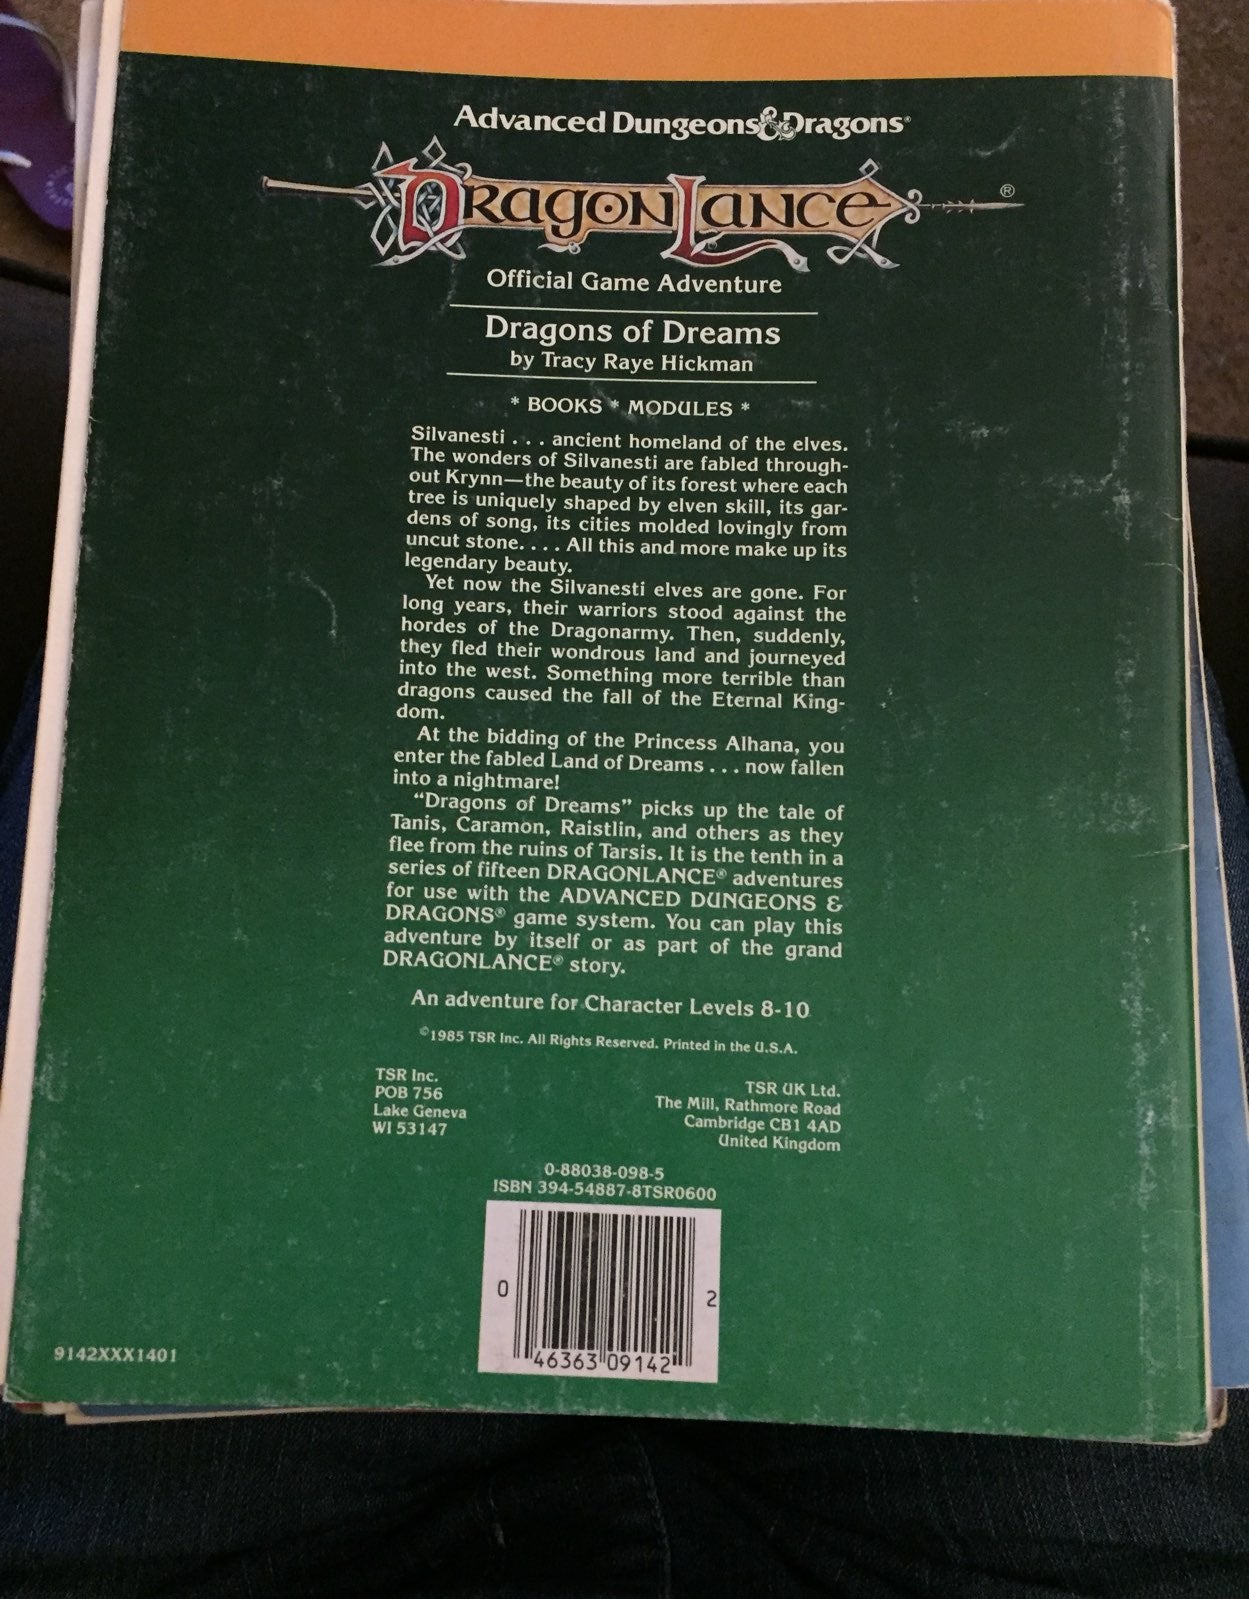 Advanced Dungeons & Dragons®
DRAGONLANCE ®
Official Game Adventure
Dragons of Dreams
by Tracy Raye Hickman
* BOOKS * MODULES *
Silvanesti . . . ancient homeland of the elves.
The wonders of Silvanesti are fabled through-
out Krynn—the beauty of its forest where each
tree is uniquely shaped by elven skill, its gar-
dens of song, its cities molded lovingly from
uncut stone. . . . All this and more make up its
legendary beauty.
Yet now the Silvanesti elves are gone. For
long years, their warriors stood against the
hordes of the Dragonarmy. Then, suddenly,
they fled their wondrous land and journeyed
into the west. Something more terrible than
dragons caused the fall of the Eternal King-
dom.
At the bidding of the Princess Alhana, you
enter the fabled Land of Dreams . . . now fallen
into a nightmare!
“Dragons of Dreams” picks up the tale of
Tanis, Caramon, Raistlin, and others as they
flee from the ruins of Tarsis. It is the tenth in a
series of fifteen DRAGONLANCE® adventures
for use with the ADVANCED DUNGEONS &
DRAGONS® game system. You can play this
adventure by itself or as part of the grand
DRAGONLANCE® story.
An adventure for Character Levels 8-10
©1985 TSR Inc. All Rights Reserved. Printed in the U.S.A.
TSR Inc.
POB 756
Lake Geneva
WI 53147
TSR UK Ltd.
The Mill, Rathmore Road
Cambridge CB1 4AD
United Kingdom
0-88038-098-5
ISBN 394-54887-8TSR0600
0 46363 09142 2
9142XXX1401